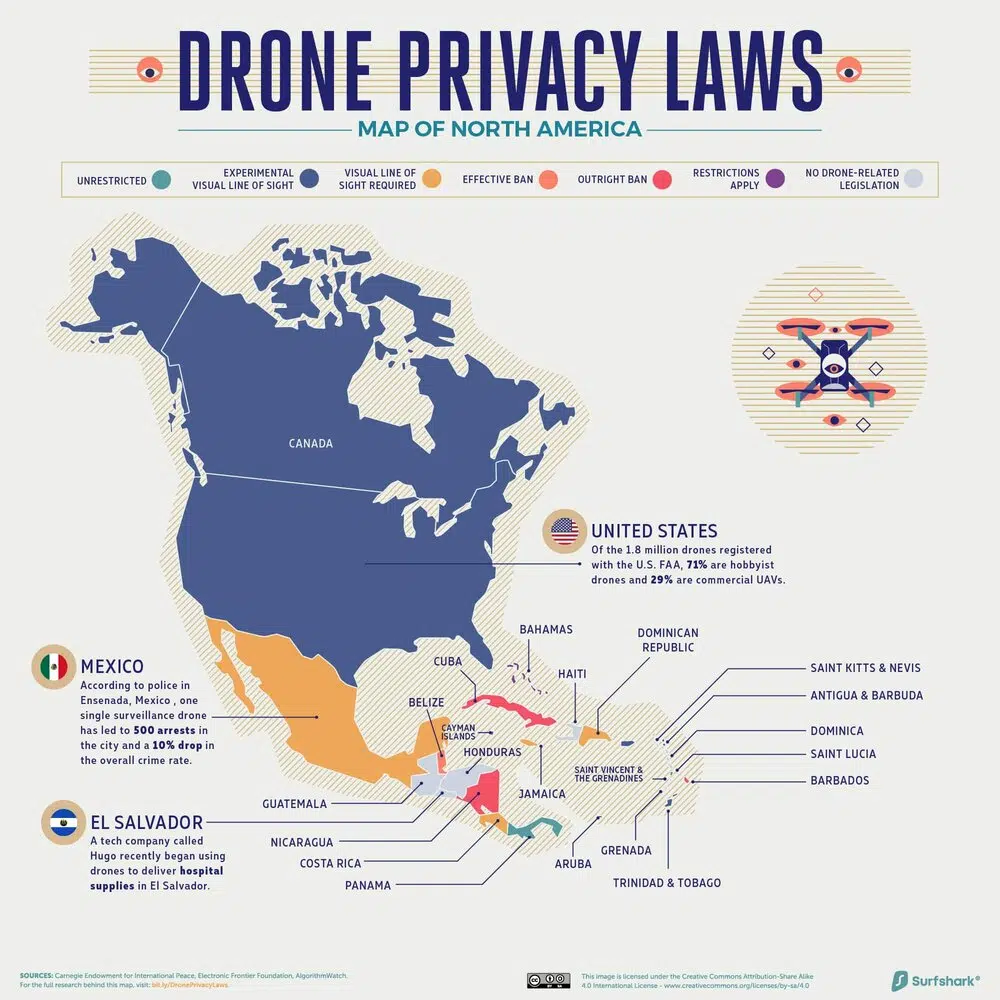 DRONE PRIVACY LAWS
MAP OF NORTH AMERICA
UNRESTRICTED
EXPERIMENTAL
VISUAL LINE OF SIGHT
VISUAL LINE OF
SIGHT REQUIRED
EFFECTIVE BAN
OUTRIGHT BAN
RESTRICTIONS
APPLY
NO DRONE-RELATED
LEGISLATION
CANADA
UNITED STATES
Of the 1.8 million drones registered
with the U.S. FAA, 71% are hobbyist
drones and 29% are commercial UAVs.
BAHAMAS
DOMINICAN
REPUBLIC
CUBA
HAITI
SAINT KITTS & NEVIS
MEXICO
According to police in
Ensenada, Mexico , one
single surveillance drone
has led to 500 arrests in
the city and a 10% drop in
the overall crime rate.
ANTIGUA & BARBUDA
BELIZE
CAYMAN
ISLANDS
DOMINICA
HONDURAS
SAINT LUCIA
SAINT VINCENT &
THE GRENADINES
BARBADOS
JAMAICA
GUATEMALA
EL SALVADOR
A tech company called
Hugo recently began using
drones to deliver hospital
supplies in El Salvador.
NICARAGUA
COSTA RICA
PANAMA
GRENADA
ARUBA
TRINIDAD & TOBAGO
SOURCES: Carnegie Endowment for International Peace, Electronic Frontier Foundation, AlgorithmWatch.
For the full research behind this map, visit: bit.ly/DronePrivacyLaws
cc
BY SA
This image is licensed under the Creative Commons Attribution-Share Alike
4.0 International License - www.creativecommons.org/licenses/by-sa/4.0
Surfshark®